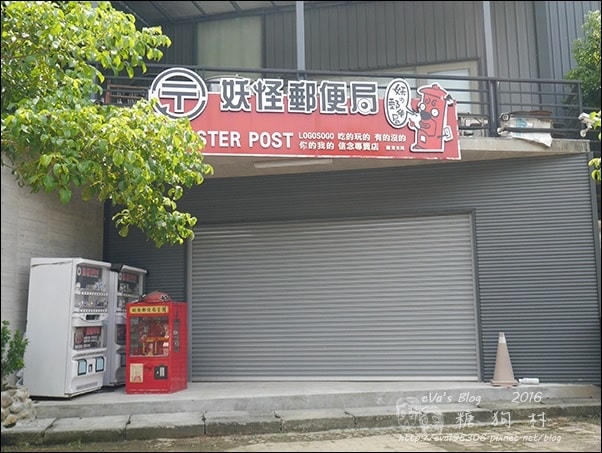 妖怪郵便局
STER POST LOGOSOGO 吃的玩的 有的沒的
你的我的 信念專賣店
eVa's Blog 2016
糖狗村
http://eva195306.pixnet.net/blog